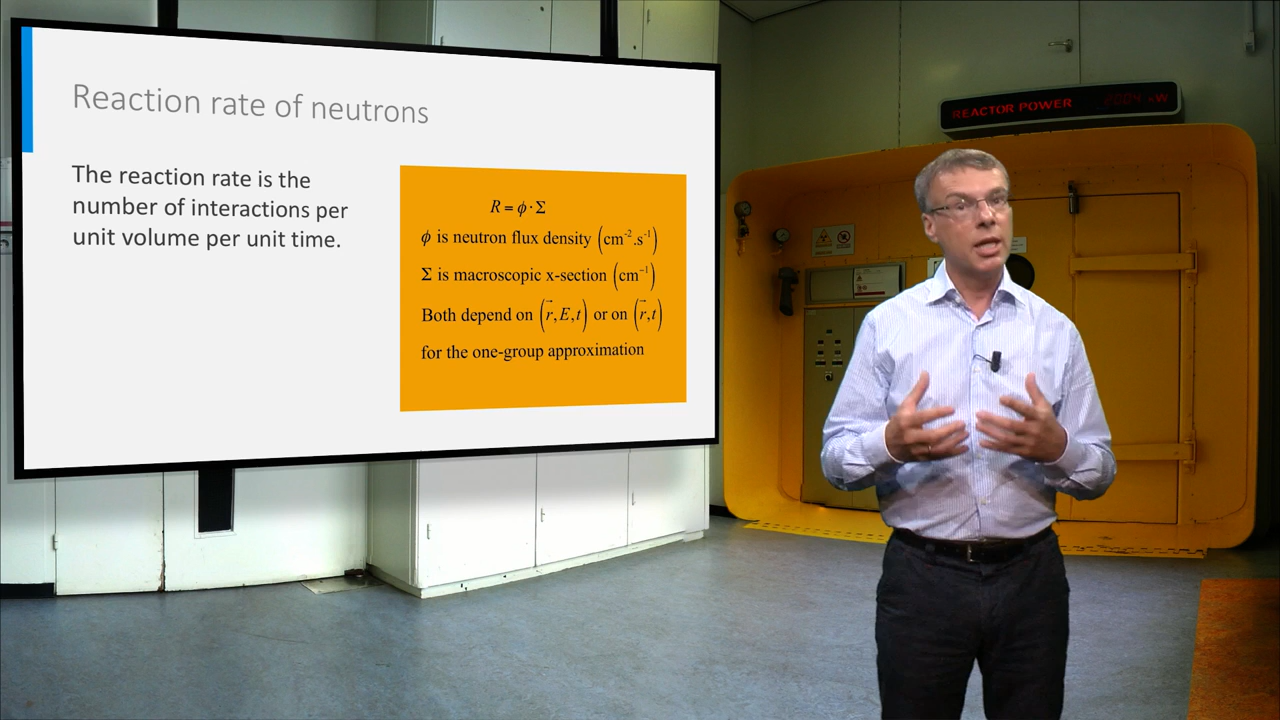 Reaction rate of neutrons
The reaction rate is the
number of interactions per
unit volume per unit time.
R = ϕ · Σ
ϕ is neutron flux density (cm⁻².s⁻¹)
Σ is macroscopic x-section (cm⁻¹)
Both depend on (r⃗, E, t) or on (r⃗, t)
for the one-group approximation
REACTOR POWER 2004 kW